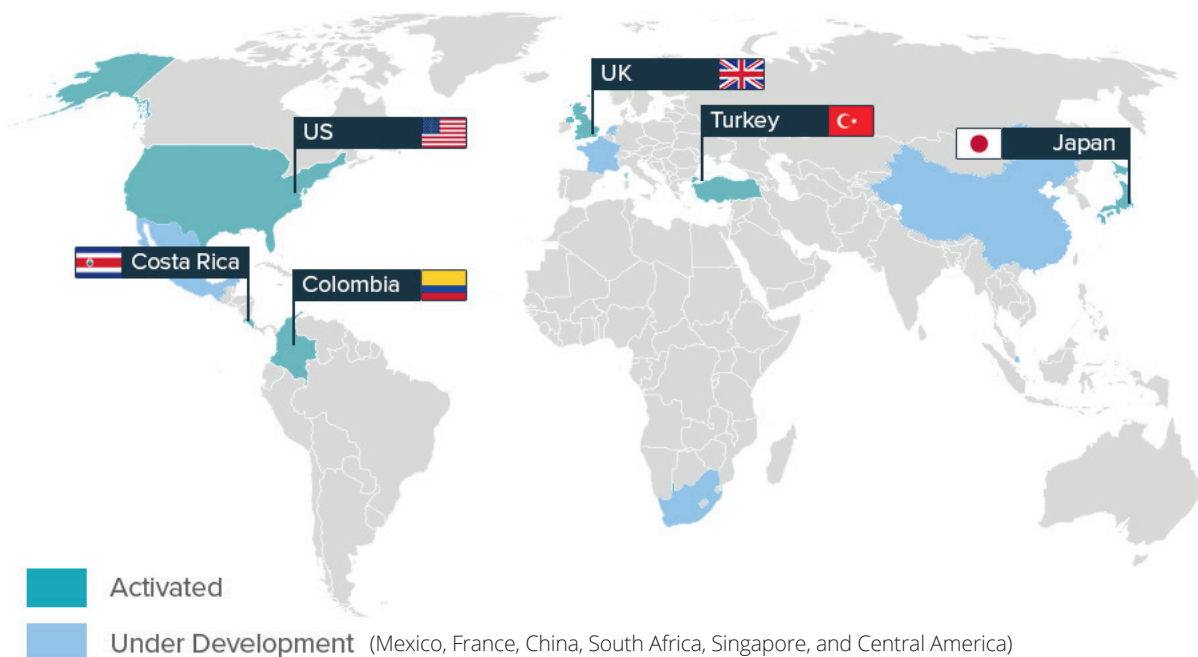 UK
US
Turkey
Japan
Costa Rica
Colombia
Activated
Under Development (Mexico, France, China, South Africa, Singapore, and Central America)